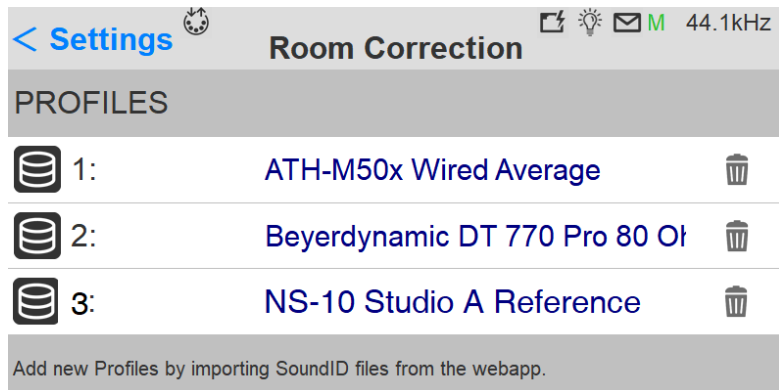 < Settings Room Correction M 44.1kHz
PROFILES
1: ATH-M50x Wired Average
2: Beyerdynamic DT 770 Pro 80
3: NS-10 Studio A Reference
Add new Profiles by importing SoundID files from the webapp.